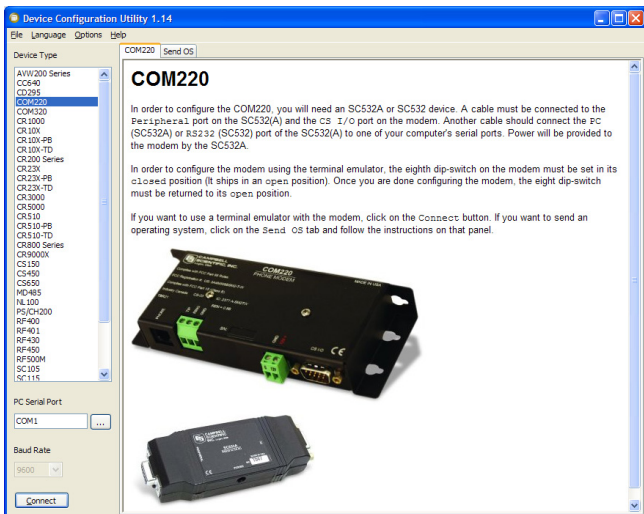 Device Configuration Utility 1.14
File Language Options Help
Device Type
AVW200 Series
CC640
CD295
COM220
COM320
CR1000
CR10X
CR10X-PB
CR10X-TD
CR200 Series
CR23X
CR23X-PB
CR23X-TD
CR3000
CR5000
CR510
CR510-PB
CR510-TD
CR800 Series
CR9000X
CS150
CS450
CS650
MD485
NL100
PS/CH200
RF400
RF401
RF430
RF450
RF500M
SC105
SC115
PC Serial Port
COM1
...
Baud Rate
9600
Connect
COM220 Send OS
COM220
In order to configure the COM220, you will need an SC532A or SC532 device. A cable must be connected to the
Peripheral port on the SC532(A) and the CS I/O port on the modem. Another cable should connect the PC
(SC532A) or RS232 (SC532) port of the SC532(A) to one of your computer's serial ports. Power will be provided to
the modem by the SC532A.
In order to configure the modem using the terminal emulator, the eighth dip-switch on the modem must be set in its
closed position (It ships in an open position). Once you are done configuring the modem, the eight dip-switch
must be returned to its open position.
If you want to use a terminal emulator with the modem, click on the Connect button. If you want to send an
operating system, click on the Send OS tab and follow the instructions on that panel.
CAMPBELL
SCIENTIFIC, INC.
COM220
PHONE MODEM
MADE IN USA
CS I/O
CE